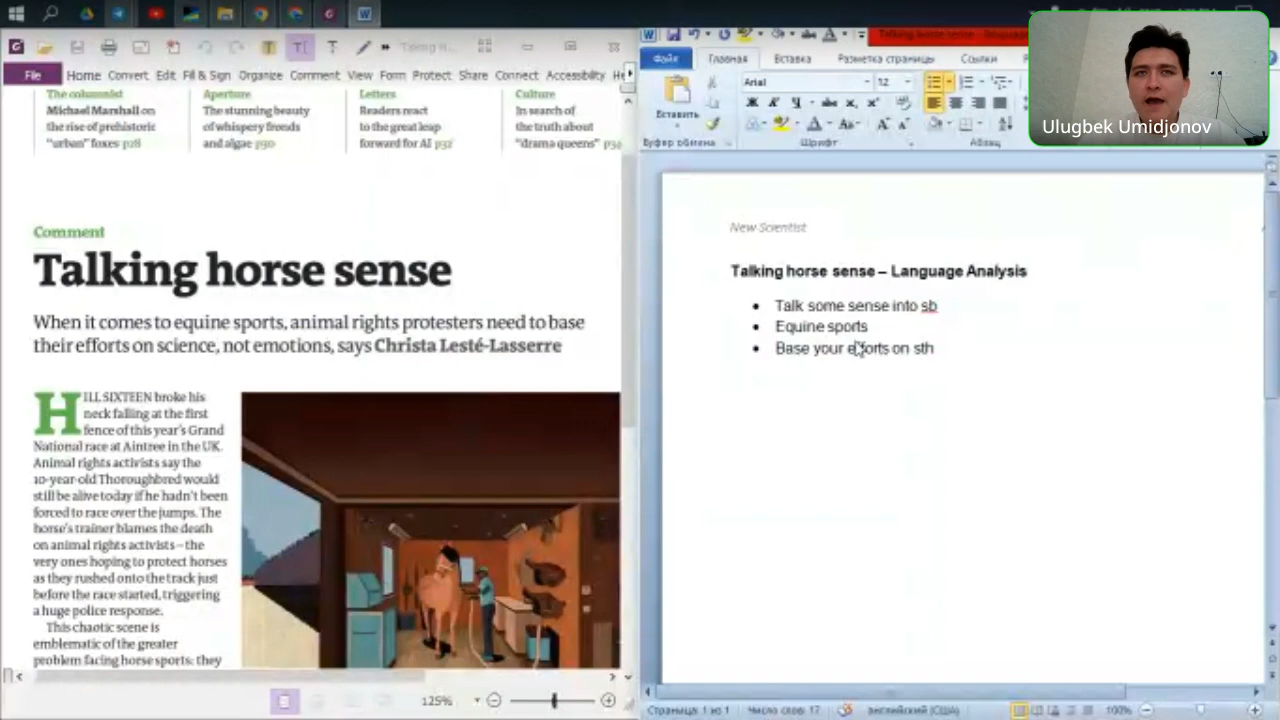 File Home Convert Edit Fill & Sign Organize Comment View Form Protect Share Connect Accessibility
The columnist
Michael Marshall on
the rise of prehistoric
"urban" foxes p28
Aperture
The stunning beauty
of whispery fronds
and algae p30
Letters
Readers react
to the great leap
forward for AI p32
Culture
In search of
the truth about
"drama queens" p34
Comment
Talking horse sense
When it comes to equine sports, animal rights protesters need to base
their efforts on science, not emotions, says Christa Lesté-Lasserre
HILL SIXTEEN broke his
neck falling at the first
fence of this year's Grand
National race at Aintree in the UK.
Animal rights activists say the
10-year-old Thoroughbred would
still be alive today if he hadn't been
forced to race over the jumps. The
horse's trainer blames the death
on animal rights activists – the
very ones hoping to protect horses
as they rushed onto the track just
before the race started, triggering
a huge police response.
This chaotic scene is
emblematic of the greater
problem facing horse sports: they
125%
Файл Главная Вставка Разметка страницы Ссылки
Arial 12
Вставить
Буфер обмена Шрифт Абзац
New Scientist
Talking horse sense – Language Analysis
• Talk some sense into sb
• Equine sports
• Base your efforts on sth
Страница: 1 из 1 Число слов: 17 английский (США) 100%
Ulugbek Umidjonov